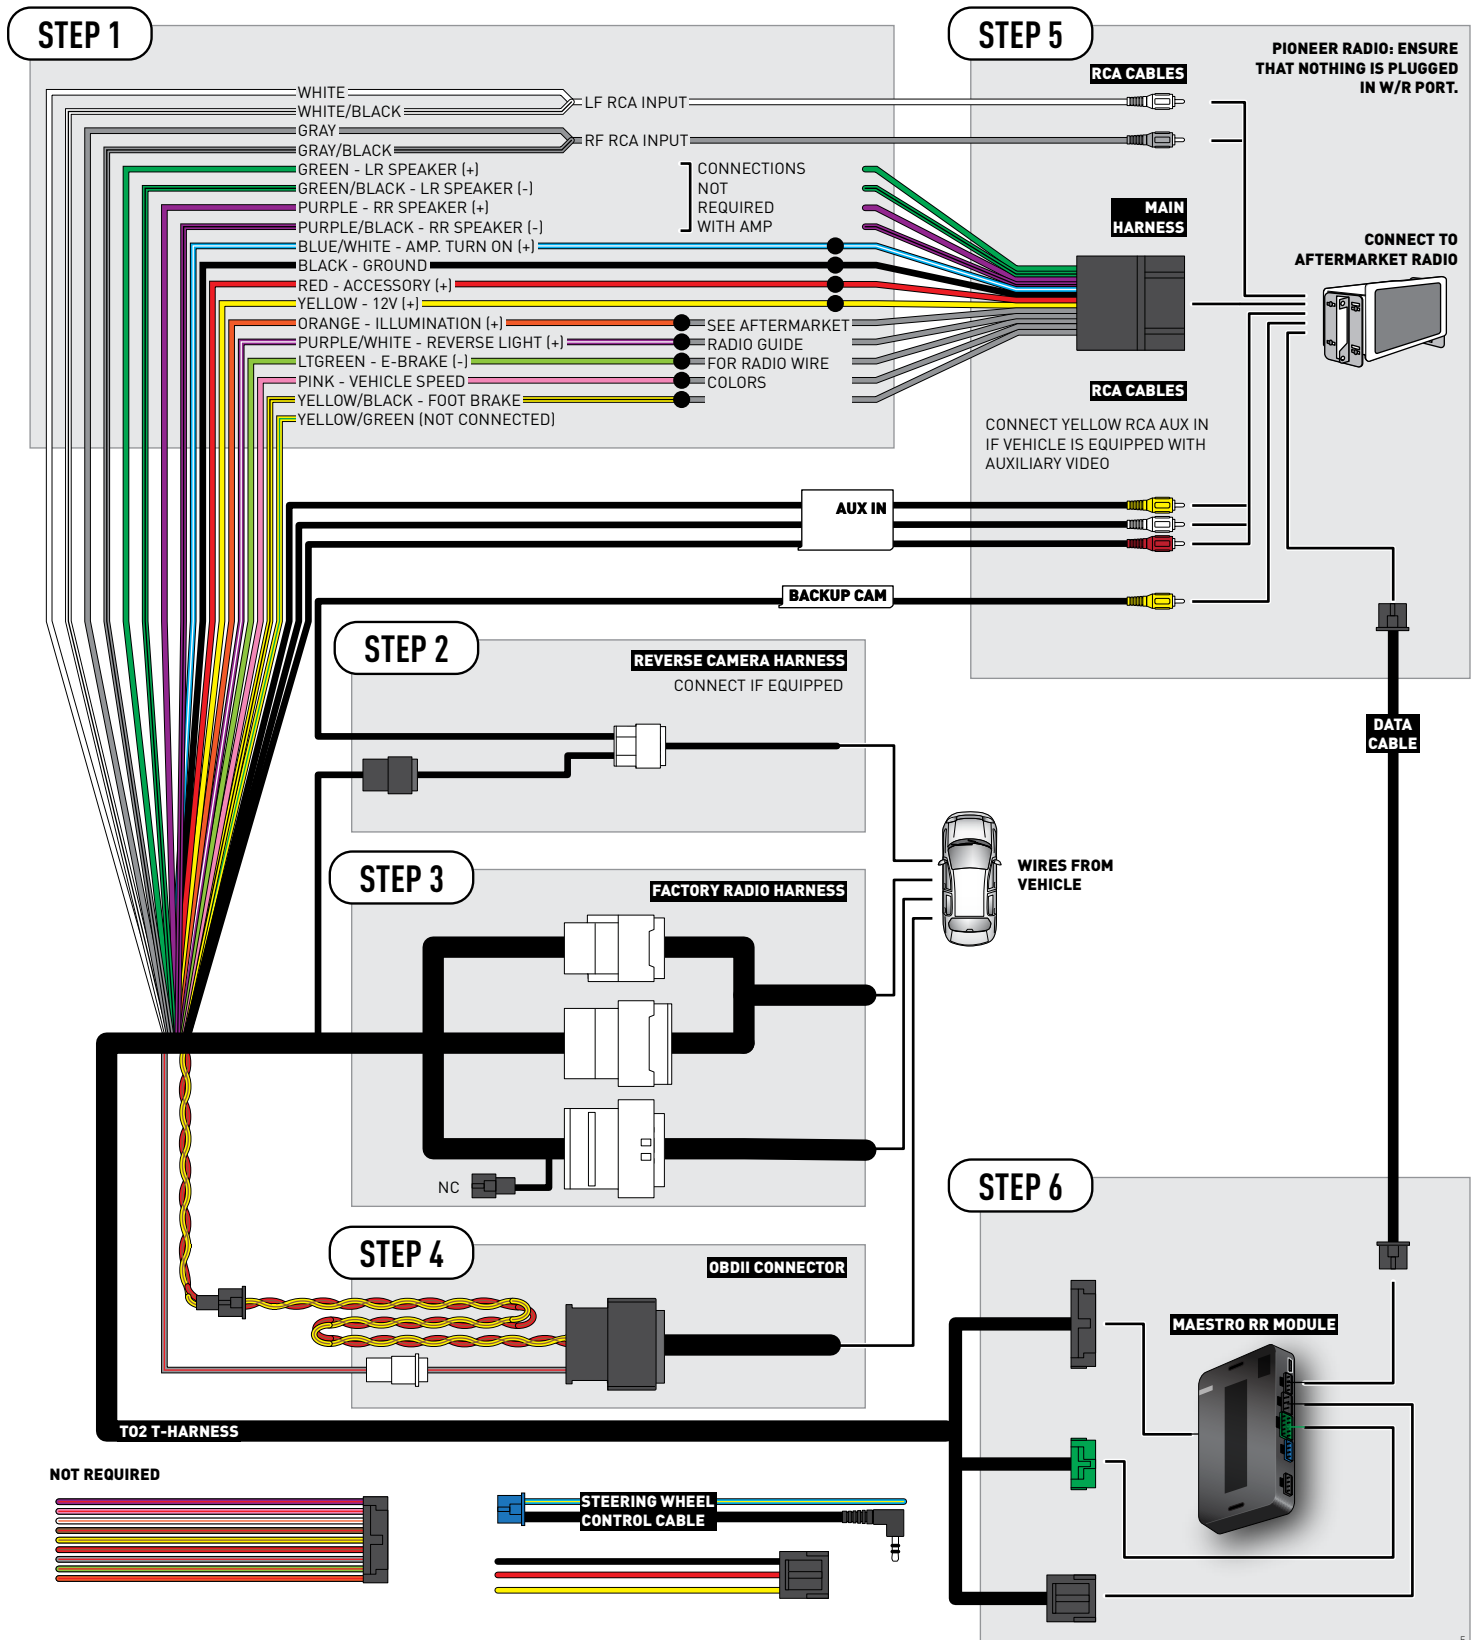 STEP 1
WHITE
WHITE/BLACK
LF RCA INPUT
GRAY
GRAY/BLACK
RF RCA INPUT
GREEN - LR SPEAKER (+)
GREEN/BLACK - LR SPEAKER (-)
PURPLE - RR SPEAKER (+)
PURPLE/BLACK - RR SPEAKER (-)
CONNECTIONS
NOT
REQUIRED
WITH AMP
BLUE/WHITE - AMP. TURN ON (+)
BLACK - GROUND
RED - ACCESSORY (+)
YELLOW - 12V (+)
ORANGE - ILLUMINATION (+)
PURPLE/WHITE - REVERSE LIGHT (+)
LTGREEN - E-BRAKE (-)
PINK - VEHICLE SPEED
YELLOW/BLACK - FOOT BRAKE
YELLOW/GREEN (NOT CONNECTED)
SEE AFTERMARKET
RADIO GUIDE
FOR RADIO WIRE
COLORS
STEP 5
PIONEER RADIO: ENSURE
THAT NOTHING IS PLUGGED
IN W/R PORT.
RCA CABLES
MAIN
HARNESS
CONNECT TO
AFTERMARKET RADIO
RCA CABLES
CONNECT YELLOW RCA AUX IN
IF VEHICLE IS EQUIPPED WITH
AUXILIARY VIDEO
AUX IN
BACKUP CAM
DATA
CABLE
STEP 2
REVERSE CAMERA HARNESS
CONNECT IF EQUIPPED
STEP 3
FACTORY RADIO HARNESS
WIRES FROM
VEHICLE
NC
STEP 4
OBDII CONNECTOR
TO2 T-HARNESS
STEP 6
MAESTRO RR MODULE
NOT REQUIRED
STEERING WHEEL
CONTROL CABLE
5